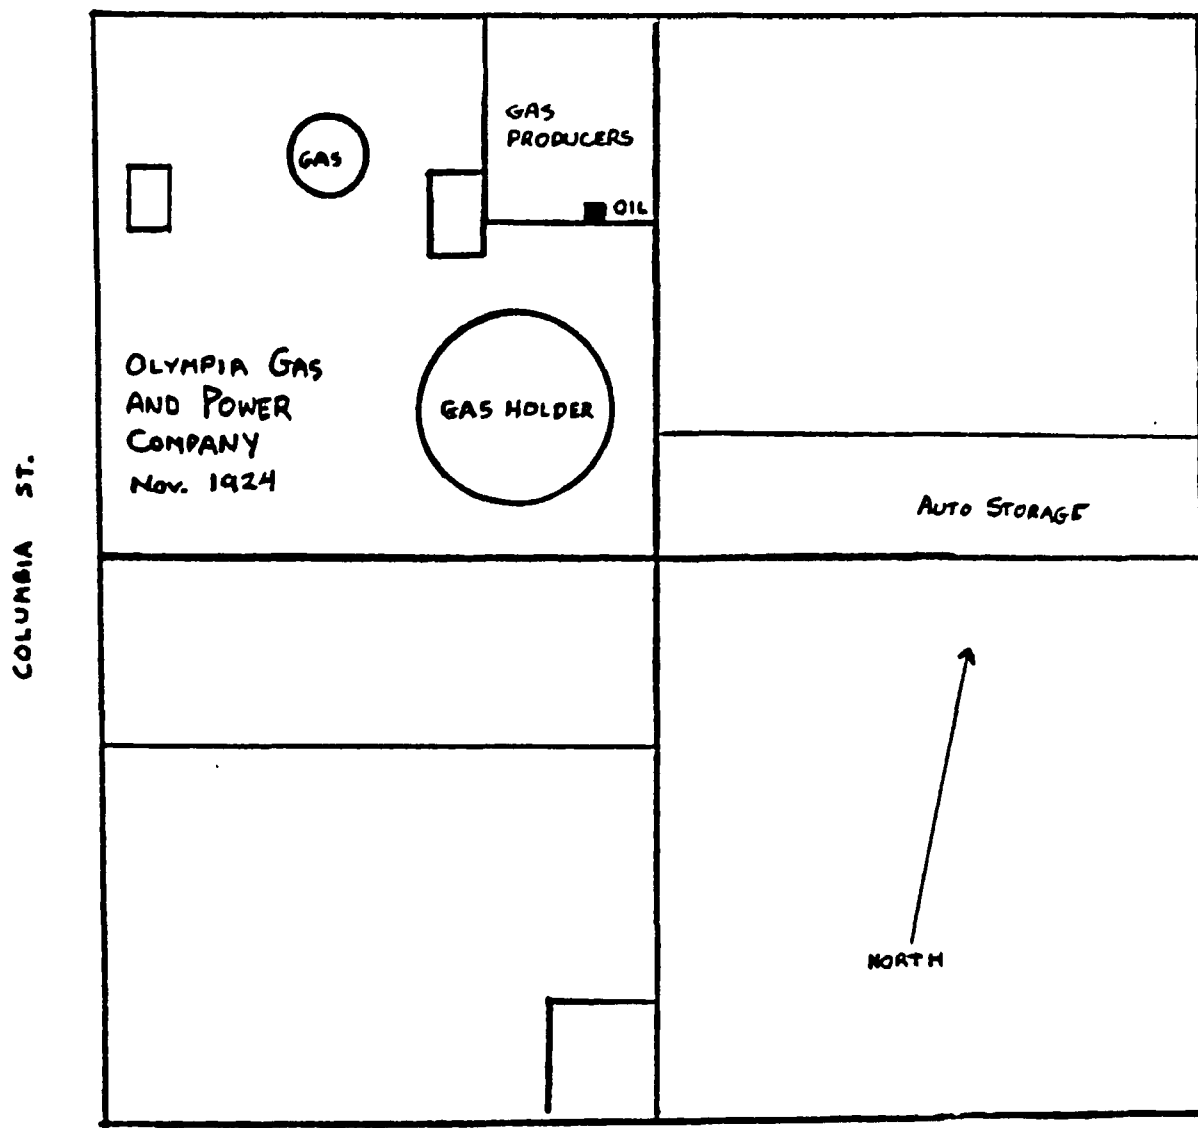 GAS
PRODUCERS
GAS
OIL
OLYMPIA GAS
AND POWER
COMPANY
Nov. 1924
GAS HOLDER
AUTO STORAGE
COLUMBIA ST.
NORTH